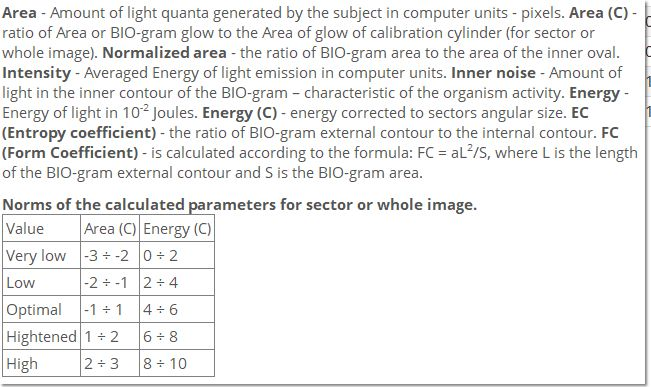 Area - Amount of light quanta generated by the subject in computer units - pixels. Area (C) -
ratio of Area or BIO-gram glow to the Area of glow of calibration cylinder (for sector or
whole image). Normalized area - the ratio of BIO-gram area to the area of the inner oval.
Intensity - Averaged Energy of light emission in computer units. Inner noise - Amount of
light in the inner contour of the BIO-gram – characteristic of the organism activity. Energy -
Energy of light in 10⁻² Joules. Energy (C) - energy corrected to sectors angular size. EC
(Entropy coefficient) - the ratio of BIO-gram external contour to the internal contour. FC
(Form Coefficient) - is calculated according to the formula: FC = aL²/S, where L is the length
of the BIO-gram external contour and S is the BIO-gram area.
Norms of the calculated parameters for sector or whole image.
Value Area (C) Energy (C)
Very low -3 ÷ -2 0 ÷ 2
Low -2 ÷ -1 2 ÷ 4
Optimal -1 ÷ 1 4 ÷ 6
Hightened 1 ÷ 2 6 ÷ 8
High 2 ÷ 3 8 ÷ 10